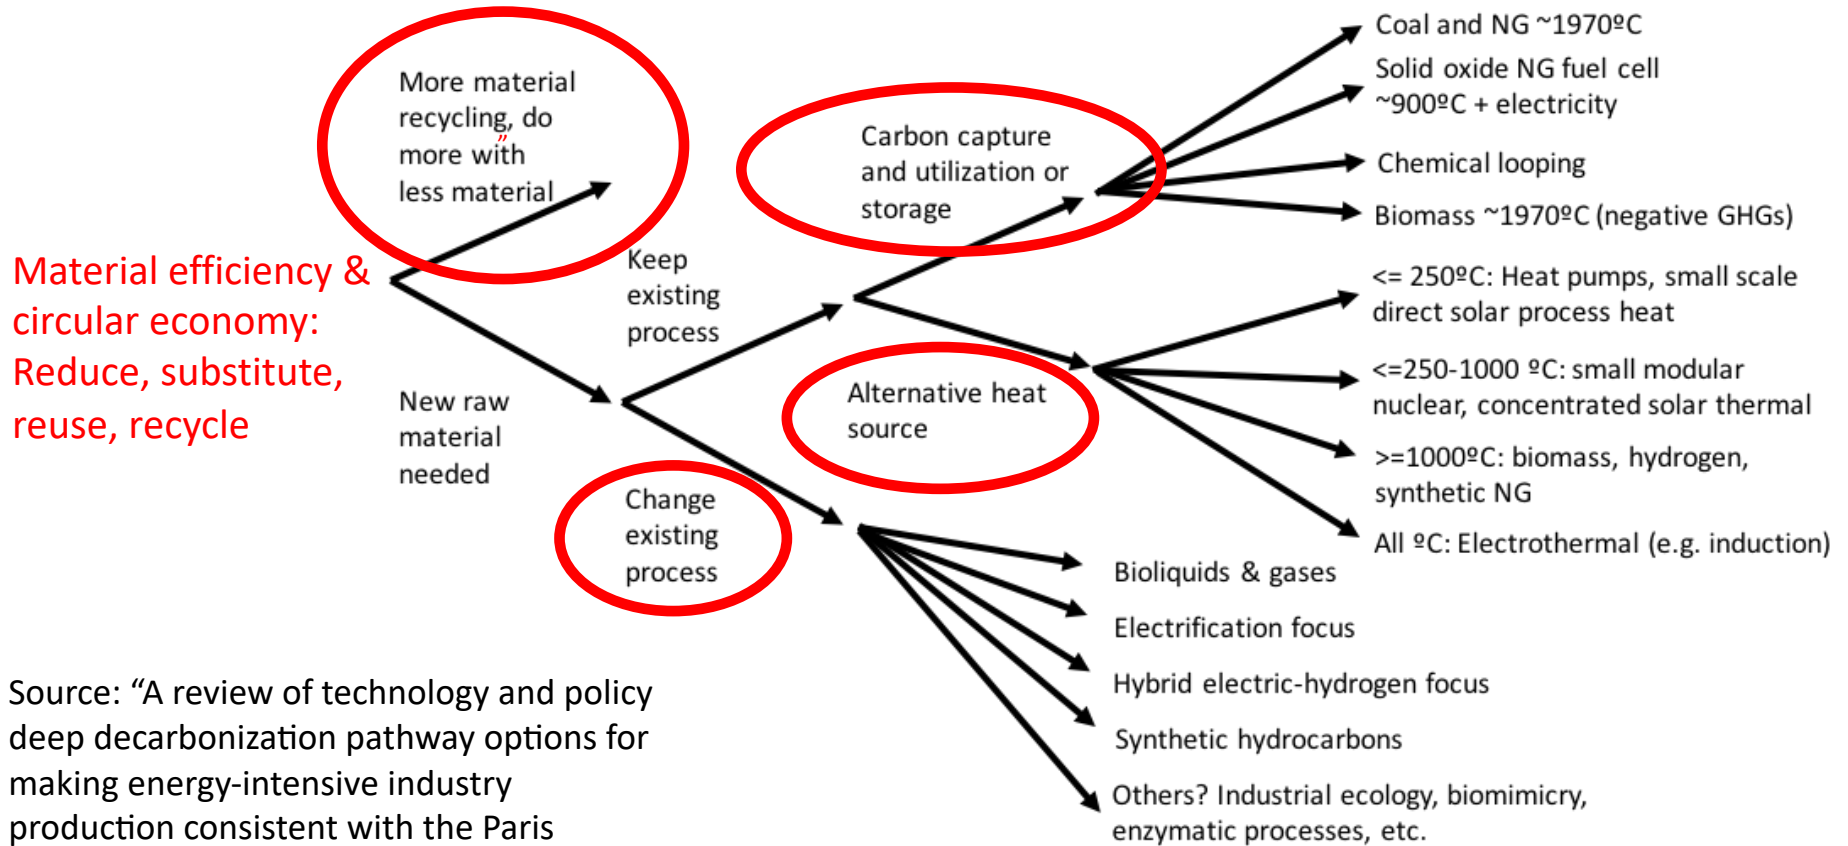 More material
recycling, do
more with
less material
”
Material efficiency &
circular economy:
Reduce, substitute,
reuse, recycle
New raw
material
needed
Keep
existing
process
Change
existing
process
Carbon capture
and utilization or
storage
Alternative heat
source
Coal and NG ~1970ºC
Solid oxide NG fuel cell
~900ºC + electricity
Chemical looping
Biomass ~1970ºC (negative GHGs)
<= 250ºC: Heat pumps, small scale
direct solar process heat
<=250-1000 ºC: small modular
nuclear, concentrated solar thermal
>=1000ºC: biomass, hydrogen,
synthetic NG
All ºC: Electrothermal (e.g. induction)
Bioliquids & gases
Electrification focus
Hybrid electric-hydrogen focus
Synthetic hydrocarbons
Others? Industrial ecology, biomimicry,
enzymatic processes, etc.
Source: “A review of technology and policy
deep decarbonization pathway options for
making energy-intensive industry
production consistent with the Paris